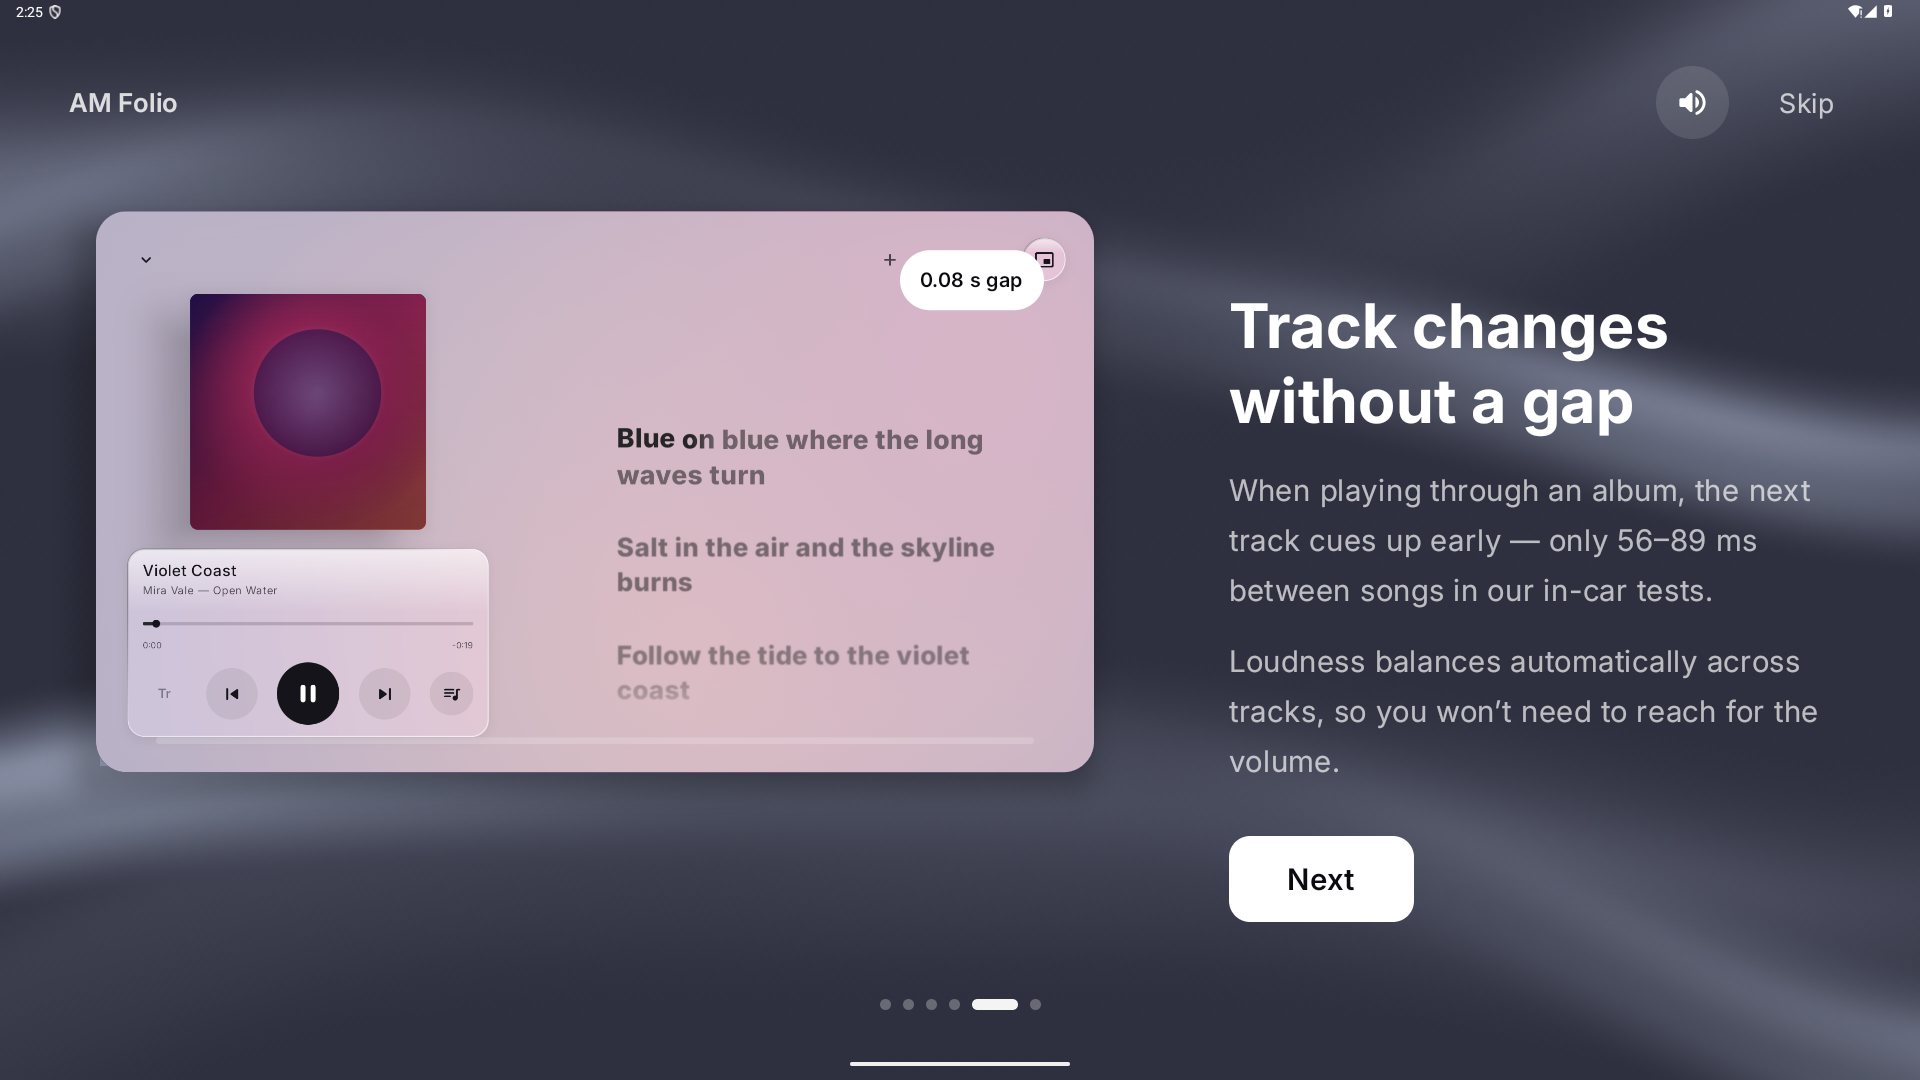 2:25
AM Folio
Skip
0.08 s gap
Blue on blue where the long
waves turn
Salt in the air and the skyline
burns
Follow the tide to the violet
coast
Violet Coast
Mira Vale — Open Water
0:00
-0:19
Tr
Track changes
without a gap
When playing through an album, the next
track cues up early — only 56–89 ms
between songs in our in-car tests.
Loudness balances automatically across
tracks, so you won’t need to reach for the
volume.
Next